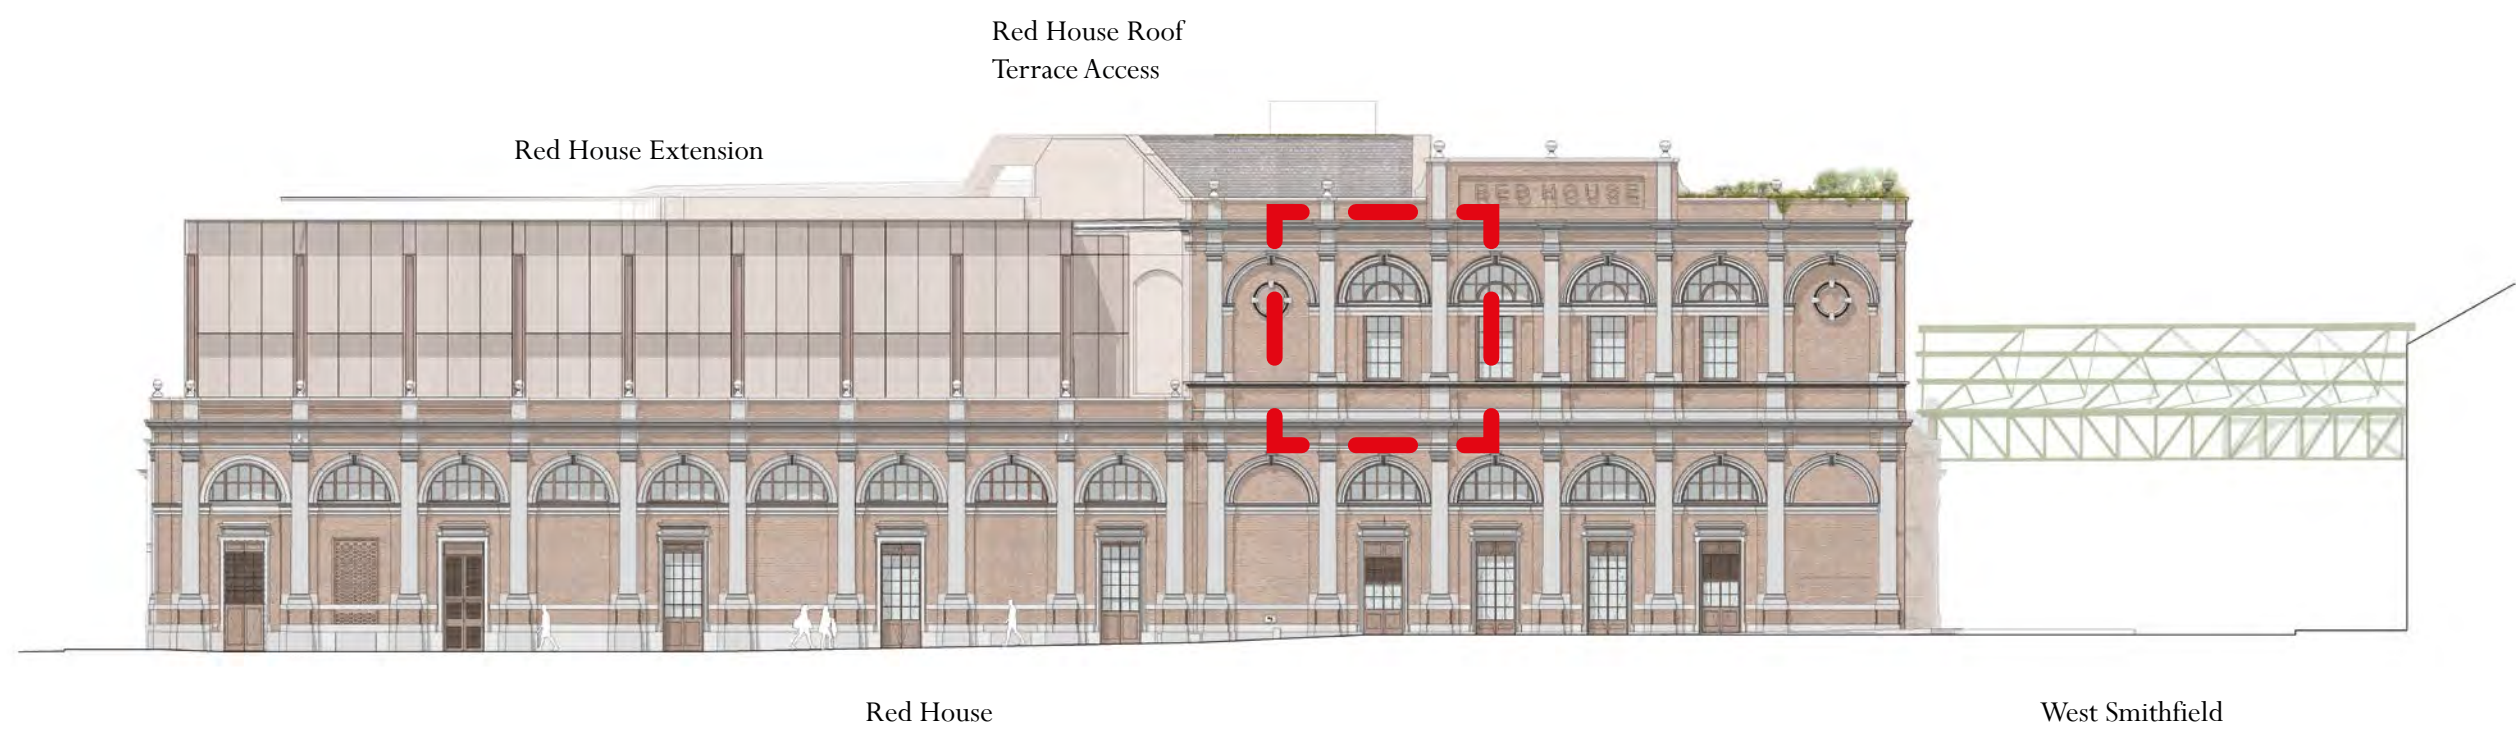 Red House Roof
Terrace Access
Red House Extension
RED HOUSE
Red House
West Smithfield